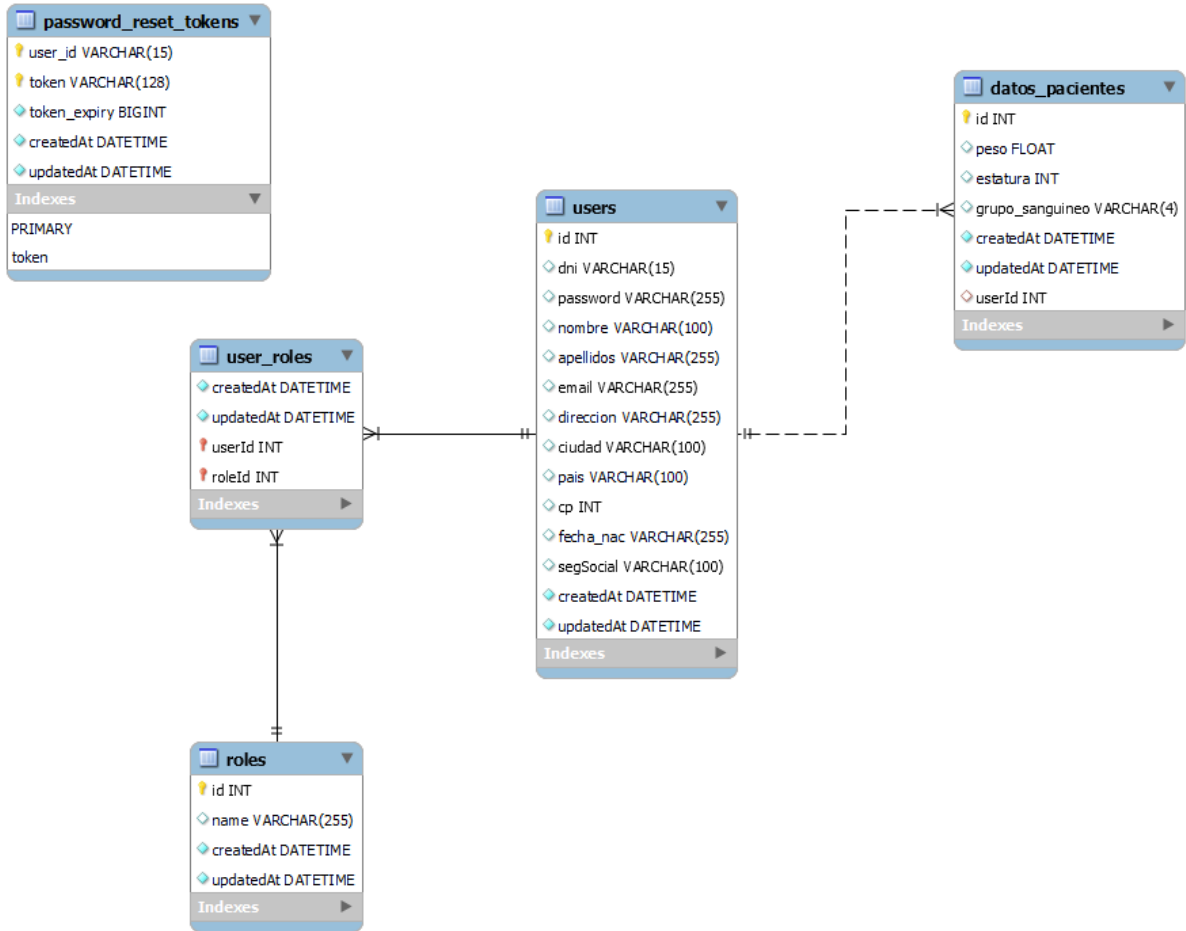 password_reset_tokens
user_id VARCHAR(15)
token VARCHAR(128)
token_expiry BIGINT
createdAt DATETIME
updatedAt DATETIME
Indexes
PRIMARY
token
datos_pacientes
id INT
peso FLOAT
estatura INT
grupo_sanguineo VARCHAR(4)
createdAt DATETIME
updatedAt DATETIME
userId INT
Indexes
users
id INT
dni VARCHAR(15)
password VARCHAR(255)
nombre VARCHAR(100)
apellidos VARCHAR(255)
email VARCHAR(255)
direccion VARCHAR(255)
ciudad VARCHAR(100)
pais VARCHAR(100)
cp INT
fecha_nac VARCHAR(255)
segSocial VARCHAR(100)
createdAt DATETIME
updatedAt DATETIME
Indexes
user_roles
createdAt DATETIME
updatedAt DATETIME
userId INT
roleId INT
Indexes
roles
id INT
name VARCHAR(255)
createdAt DATETIME
updatedAt DATETIME
Indexes